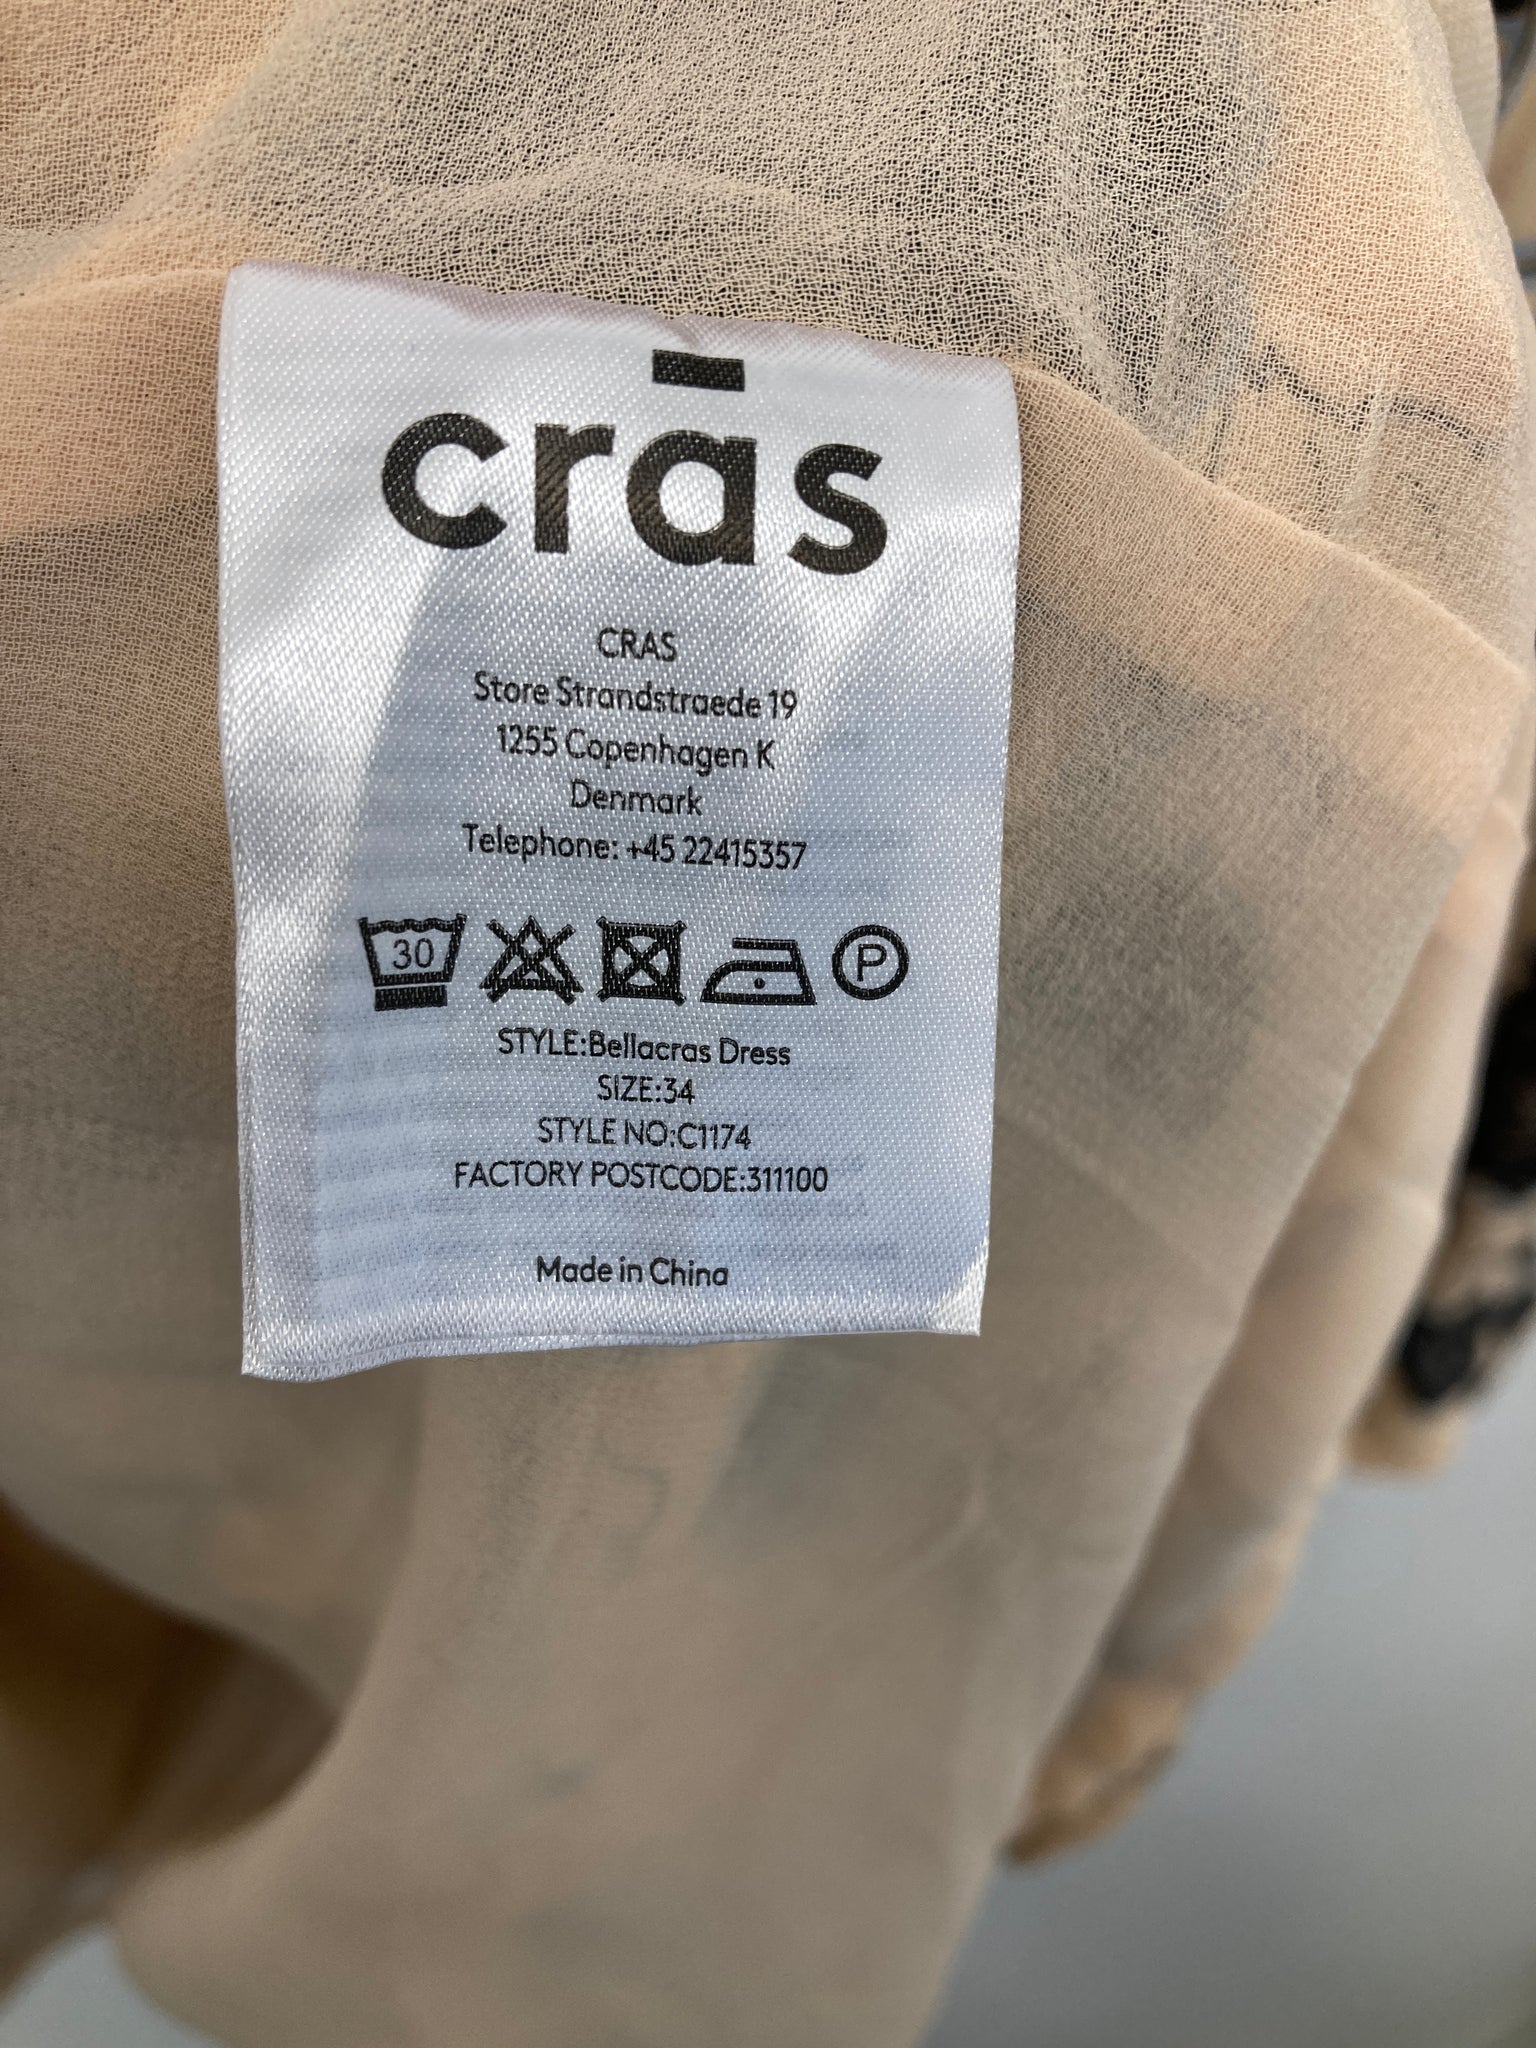 crās
CRAS
Store Strandstraede 19
1255 Copenhagen K
Denmark
Telephone: +45 22415357
30 P
STYLE:Bellacras Dress
SIZE:34
STYLE NO:C1174
FACTORY POSTCODE:311100
Made in China